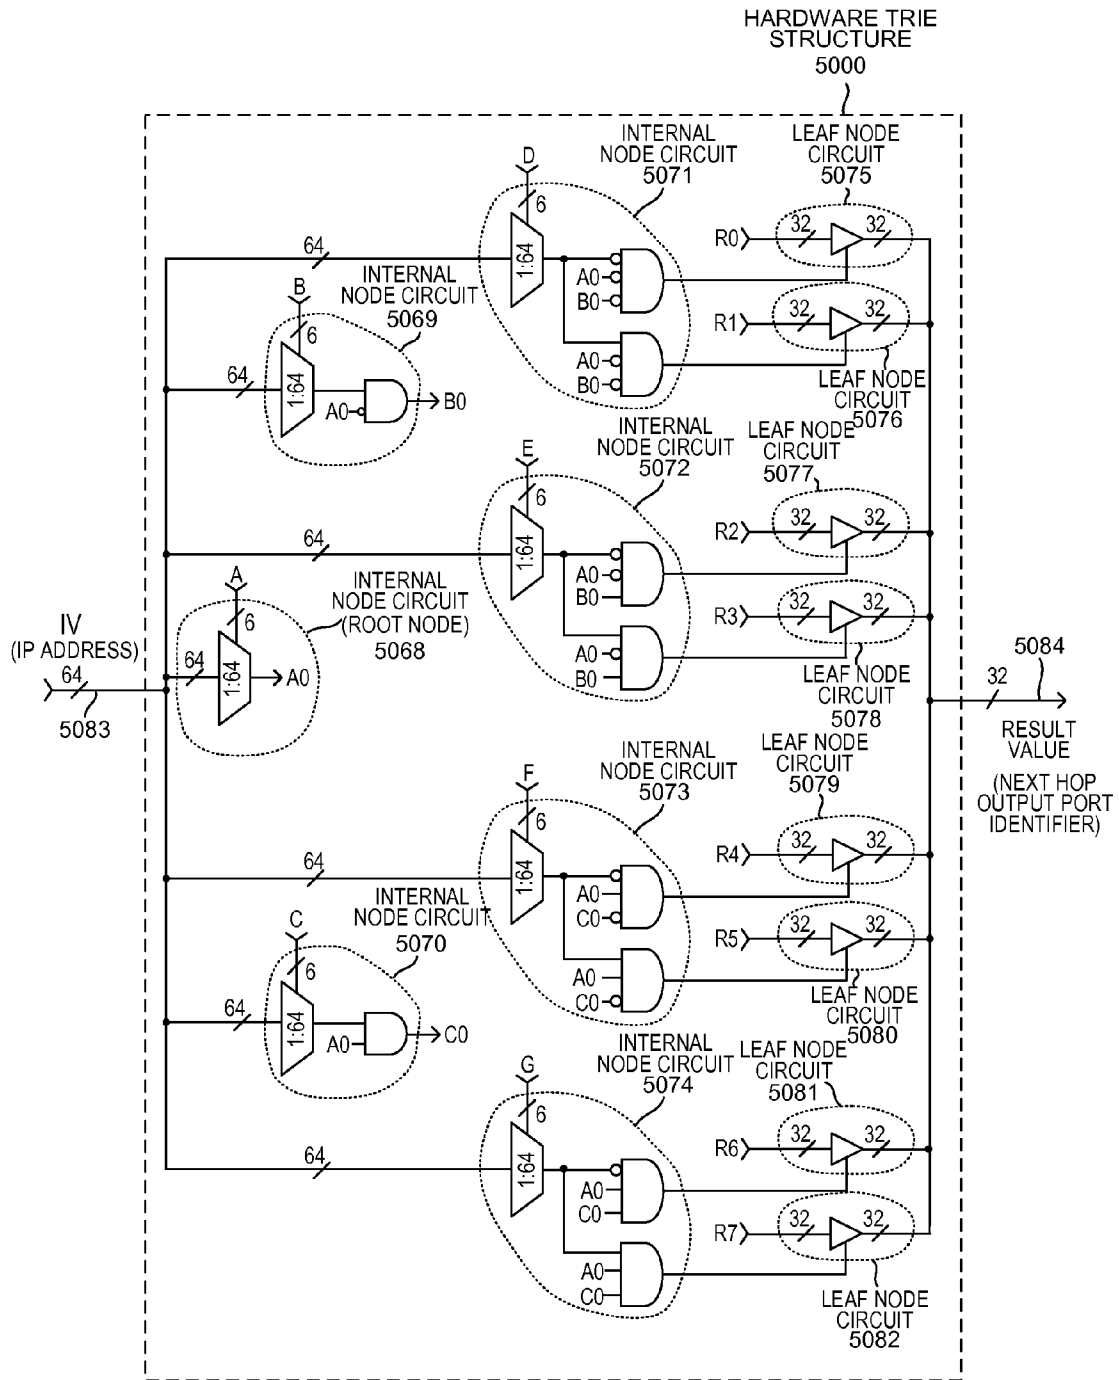 HARDWARE TRIE
STRUCTURE
5000
INTERNAL
NODE CIRCUIT
5071
LEAF NODE
CIRCUIT
5075
D
6
1:64
64
A0
B0
A0
B0
R0
32
32
R1
32
32
LEAF NODE
CIRCUIT
5076
INTERNAL
NODE CIRCUIT
5069
B
6
64
1:64
A0
B0
INTERNAL
NODE CIRCUIT
5072
LEAF NODE
CIRCUIT
5077
E
6
1:64
64
A0
B0
A0
B0
R2
32
32
R3
32
32
LEAF NODE
CIRCUIT
5078
A
6
64
1:64
A0
INTERNAL
NODE CIRCUIT
(ROOT NODE)
5068
IV
(IP ADDRESS)
64
5083
5084
32
RESULT
VALUE
(NEXT HOP
OUTPUT PORT
IDENTIFIER)
INTERNAL
NODE CIRCUIT
5073
LEAF NODE
CIRCUIT
5079
F
6
1:64
64
A0
C0
A0
C0
R4
32
32
R5
32
32
LEAF NODE
CIRCUIT
5080
INTERNAL
NODE CIRCUIT
5070
C
6
64
1:64
A0
C0
INTERNAL
NODE CIRCUIT
5074
LEAF NODE
CIRCUIT
5081
G
6
1:64
64
A0
C0
A0
C0
R6
32
32
R7
32
32
LEAF NODE
CIRCUIT
5082